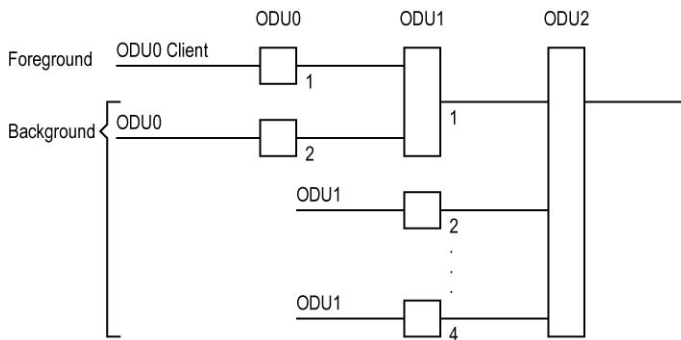 ODU0 ODU1 ODU2
Foreground ODU0 Client
1
Background ODU0 1
2
ODU1
2
.
.
.
ODU1
4